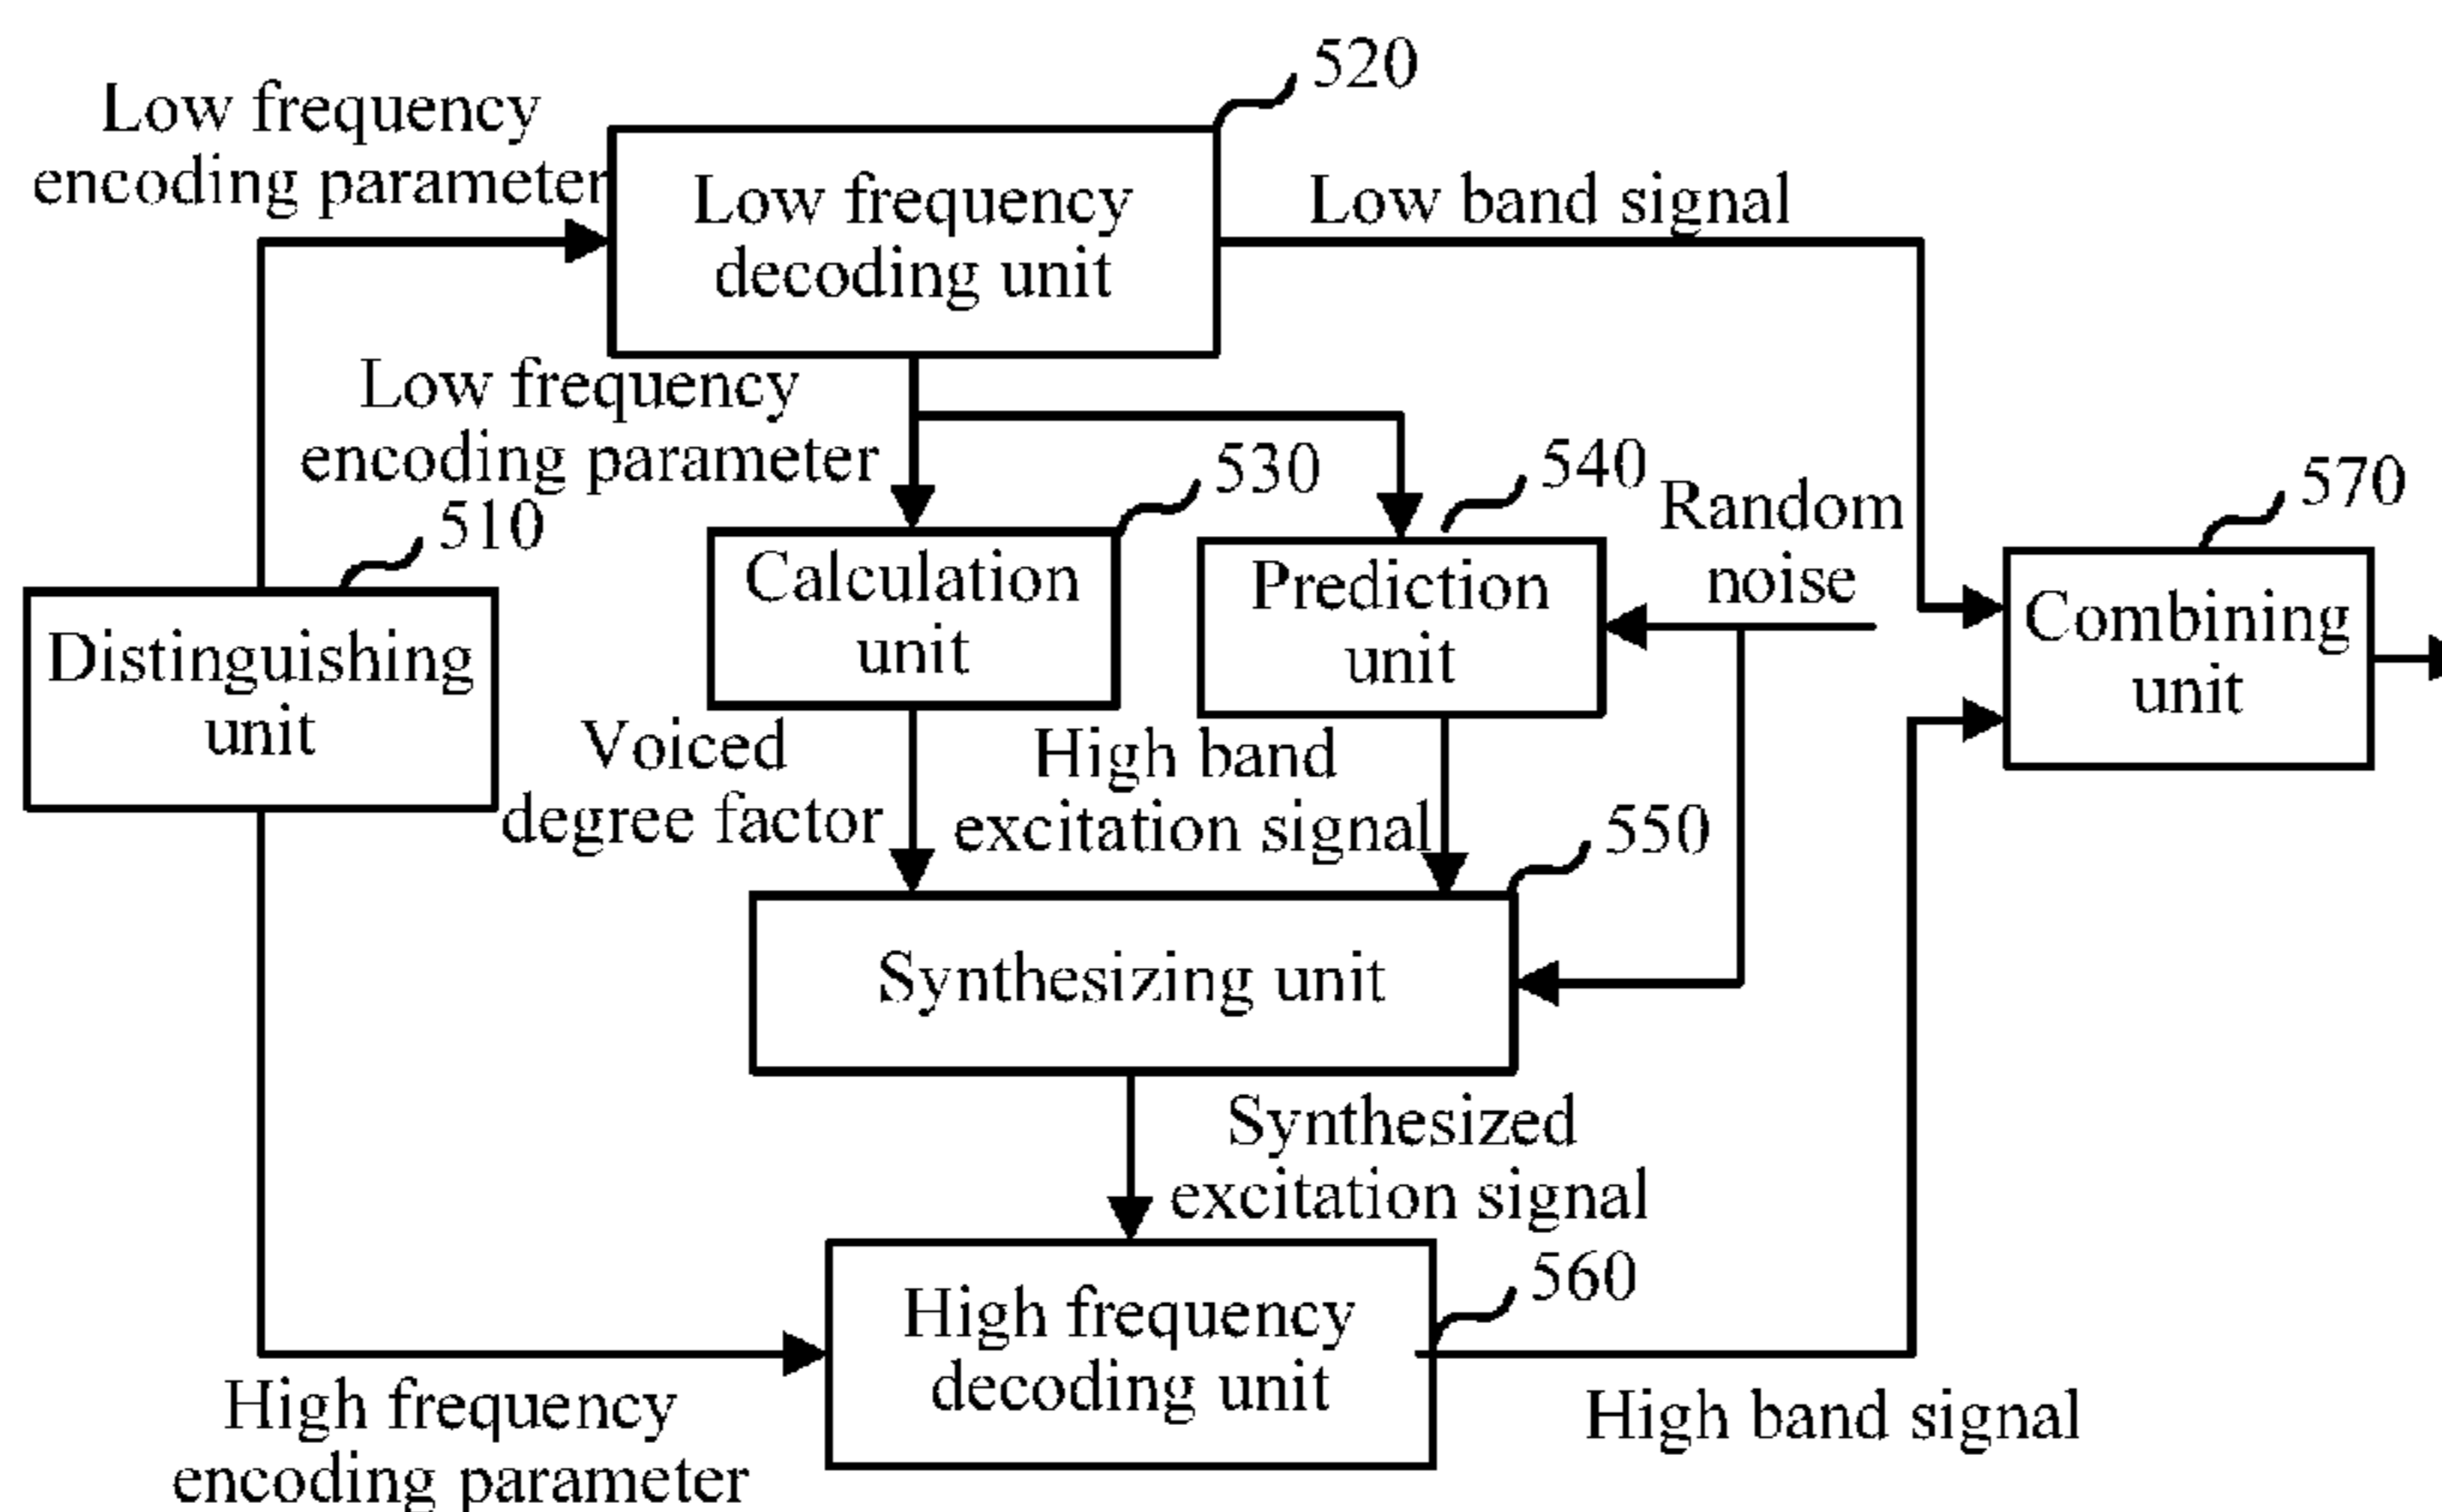 520
Low frequency
encoding parameter
Low frequency
decoding unit
Low band signal
Low frequency
encoding parameter
510
530
540
Random
noise
570
Distinguishing
unit
Calculation
unit
Prediction
unit
Combining
unit
Voiced
degree factor
High band
excitation signal
550
Synthesizing unit
Synthesized
excitation signal
560
High frequency
decoding unit
High frequency
encoding parameter
High band signal